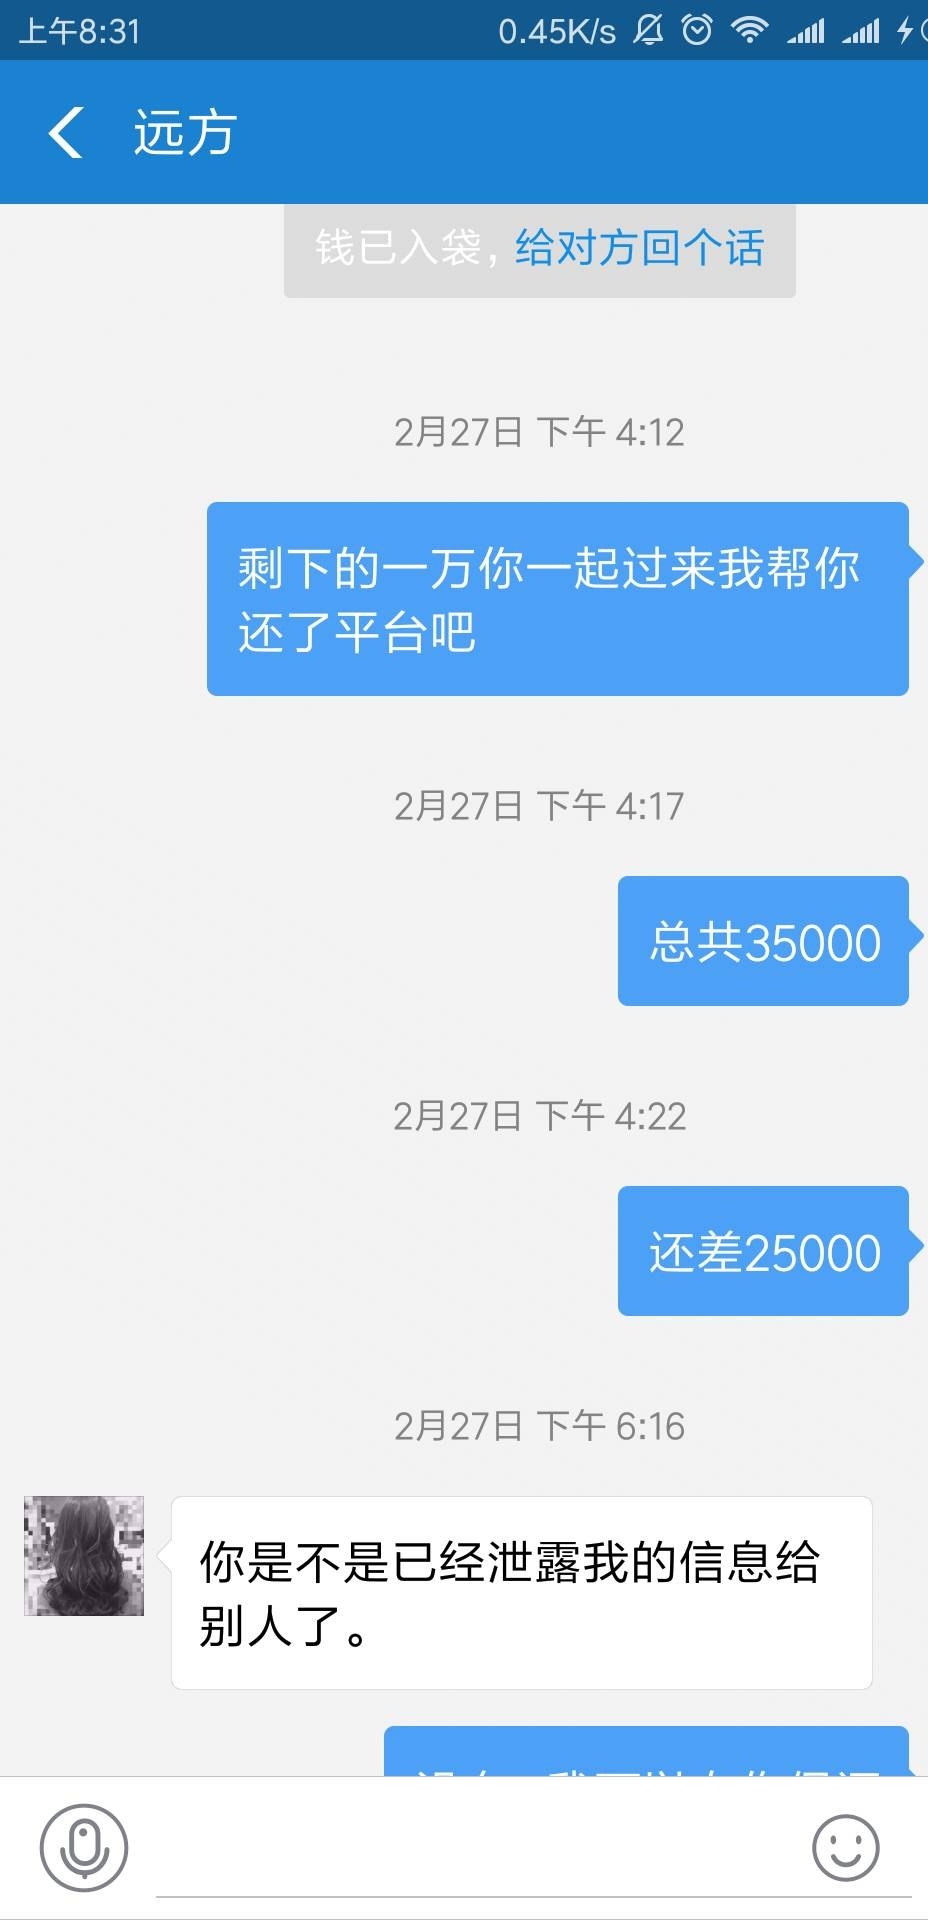 上午8:31
0.45K/s
远方
钱已入袋，给对方回个话
2月27日 下午 4:12
剩下的一万你一起过来我帮你
还了平台吧
2月27日 下午 4:17
总共35000
2月27日 下午 4:22
还差25000
2月27日 下午 6:16
你是不是已经泄露我的信息给
别人了。